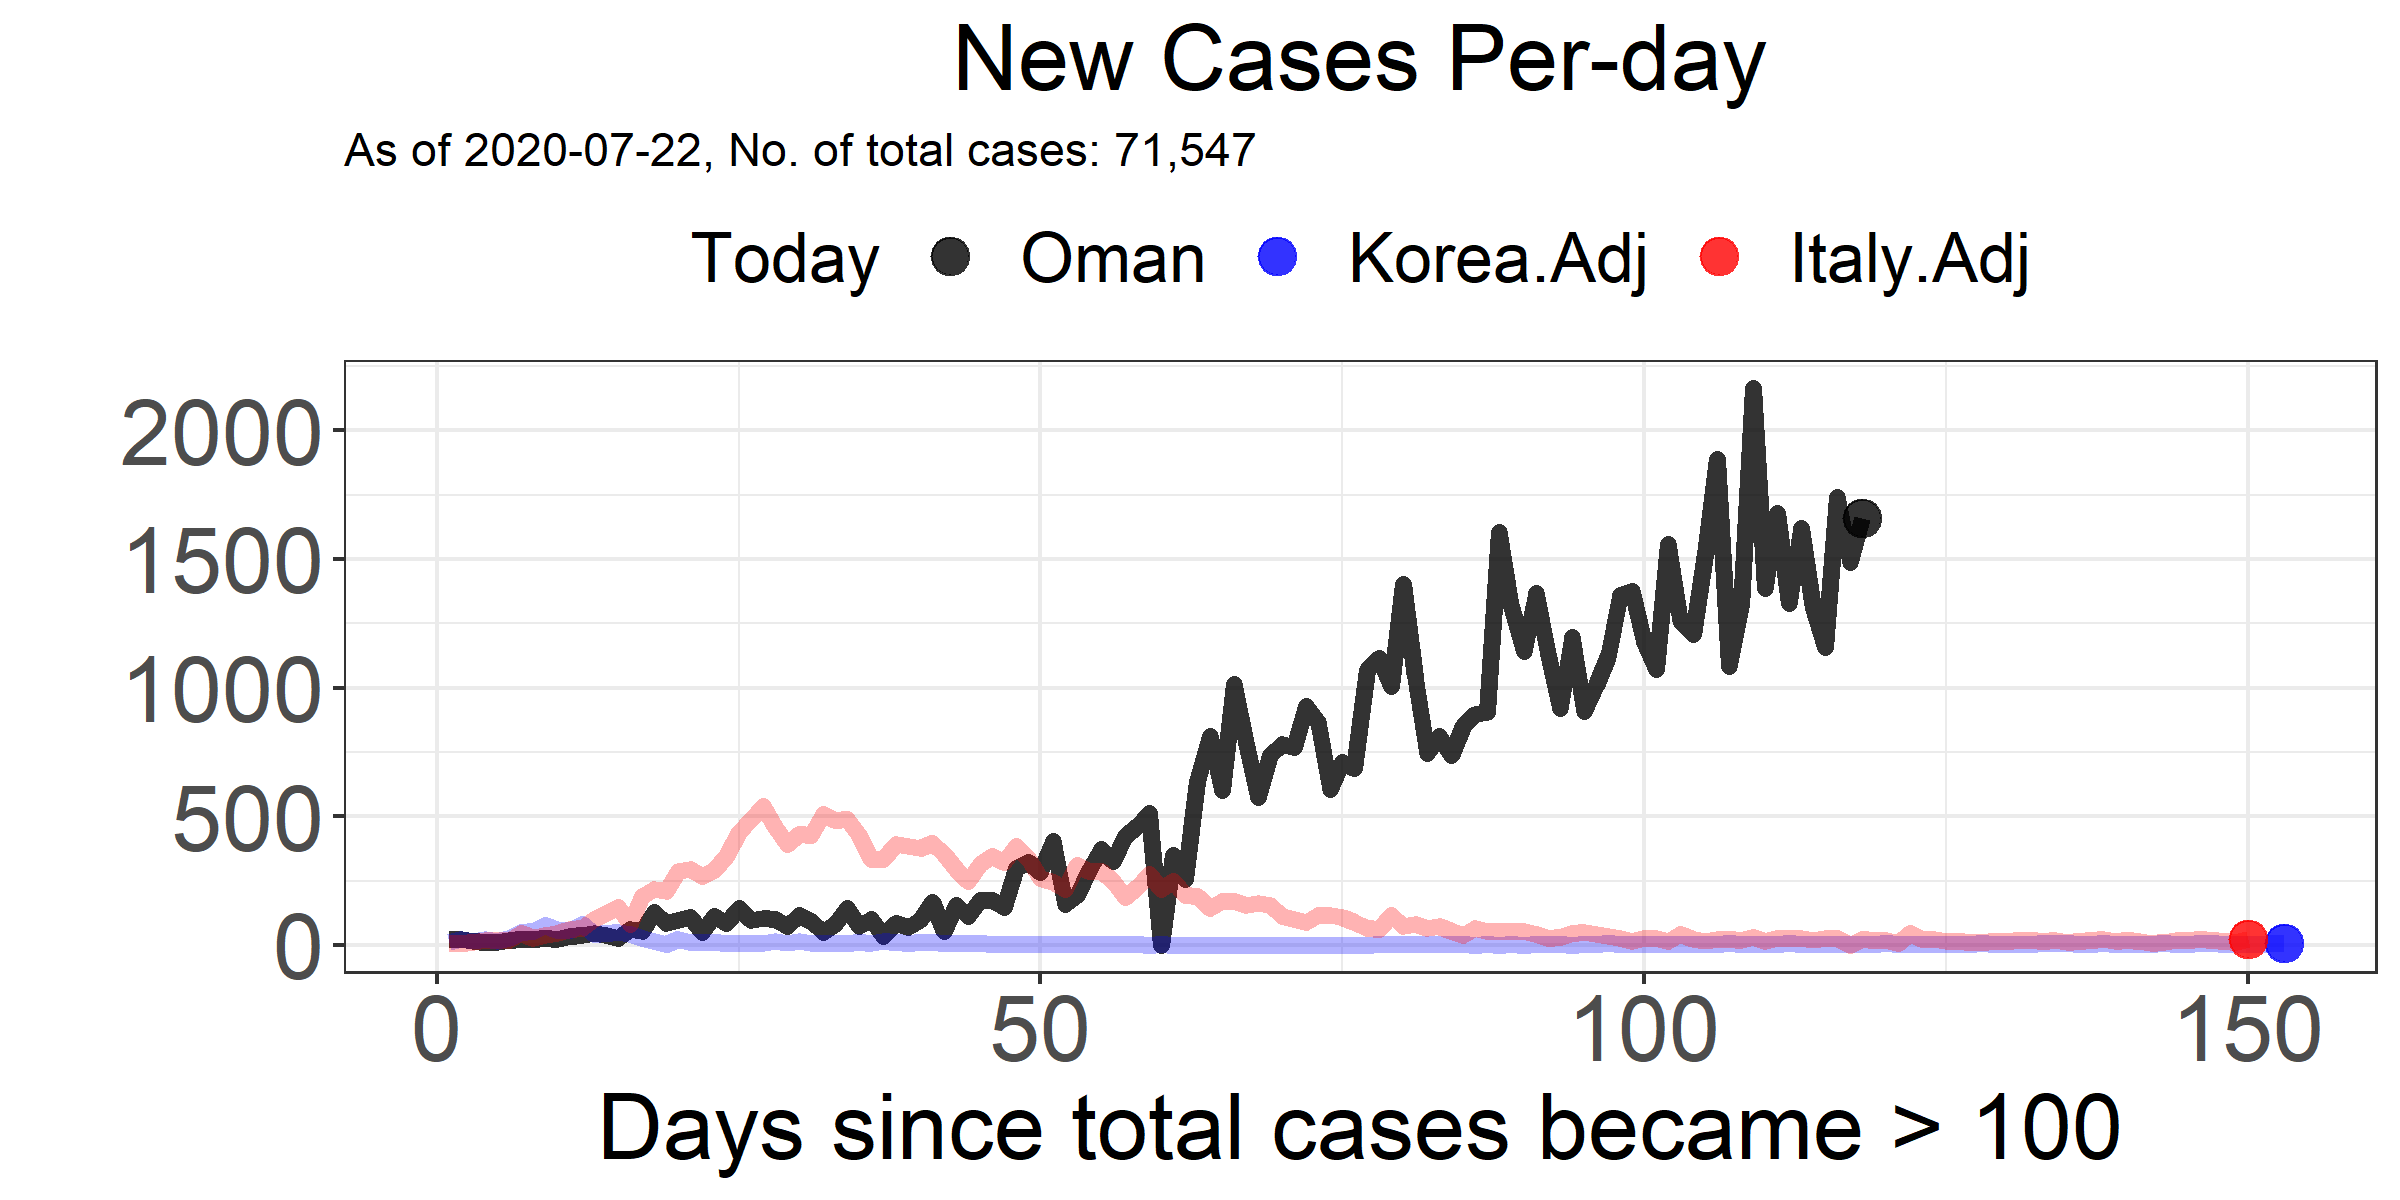 New Cases Per-day
As of 2020-07-22, No. of total cases: 71,547
Today Oman Korea.Adj Italy.Adj
2000
1500
1000
500
0
0 50 100 150
Days since total cases became > 100